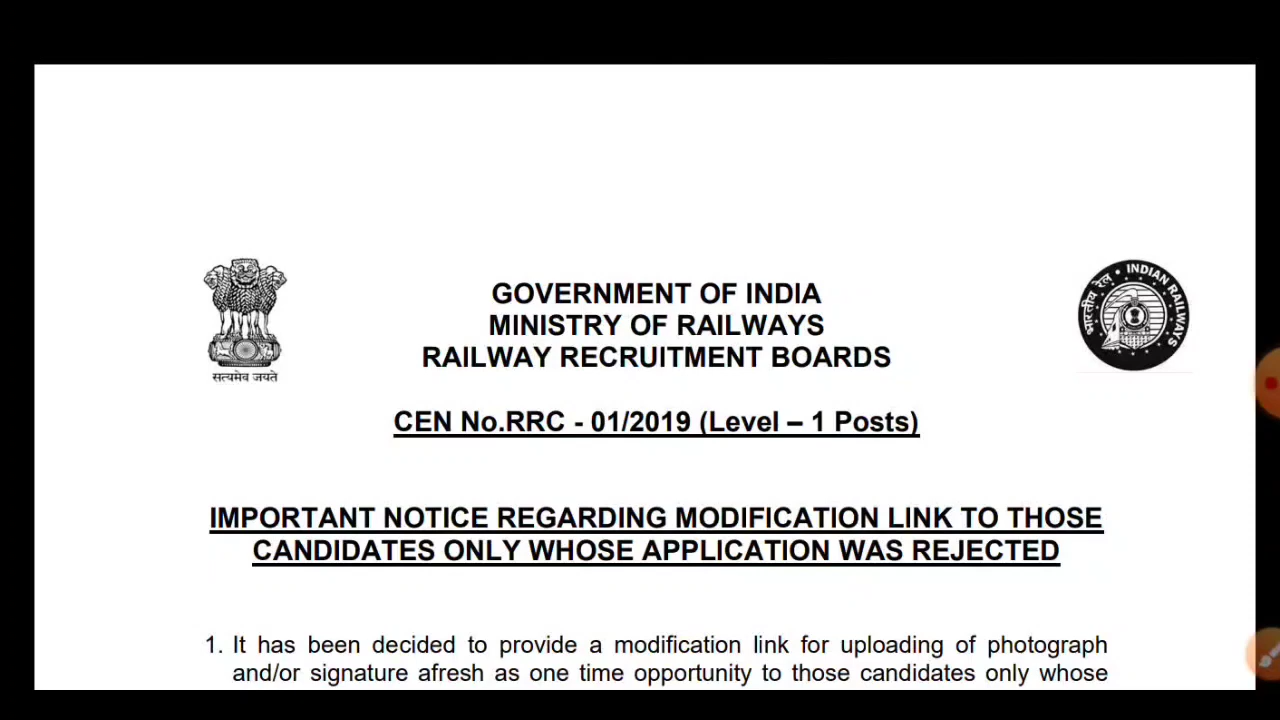 सत्यमेव जयते
GOVERNMENT OF INDIA
MINISTRY OF RAILWAYS
RAILWAY RECRUITMENT BOARDS
भारतीय रेल • INDIAN RAILWAYS
CEN No.RRC - 01/2019 (Level – 1 Posts)
IMPORTANT NOTICE REGARDING MODIFICATION LINK TO THOSE
CANDIDATES ONLY WHOSE APPLICATION WAS REJECTED
1. It has been decided to provide a modification link for uploading of photograph
and/or signature afresh as one time opportunity to those candidates only whose